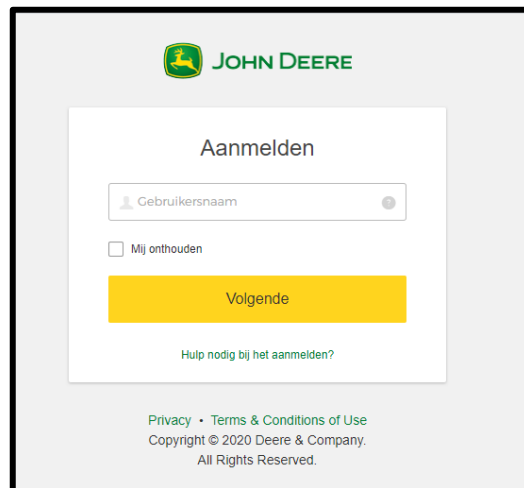 JOHN DEERE
Aanmelden
Gebruikersnaam
?
Mij onthouden
Volgende
Hulp nodig bij het aanmelden?
Privacy • Terms & Conditions of Use
Copyright © 2020 Deere & Company.
All Rights Reserved.